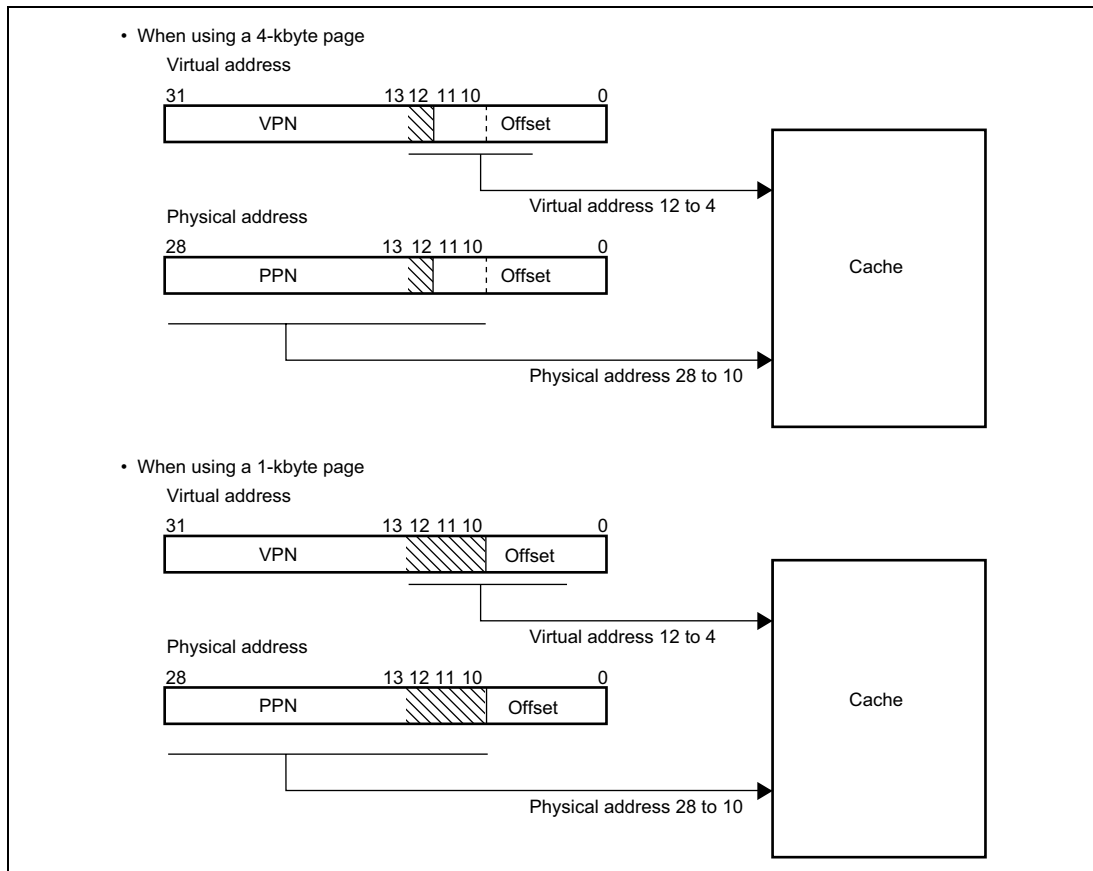 • When using a 4-kbyte page
Virtual address
31 13 12 11 10 0
VPN Offset
Virtual address 12 to 4
Physical address
28 13 12 11 10 0
PPN Offset
Cache
Physical address 28 to 10
• When using a 1-kbyte page
Virtual address
31 13 12 11 10 0
VPN Offset
Virtual address 12 to 4
Physical address
28 13 12 11 10 0
PPN Offset
Cache
Physical address 28 to 10